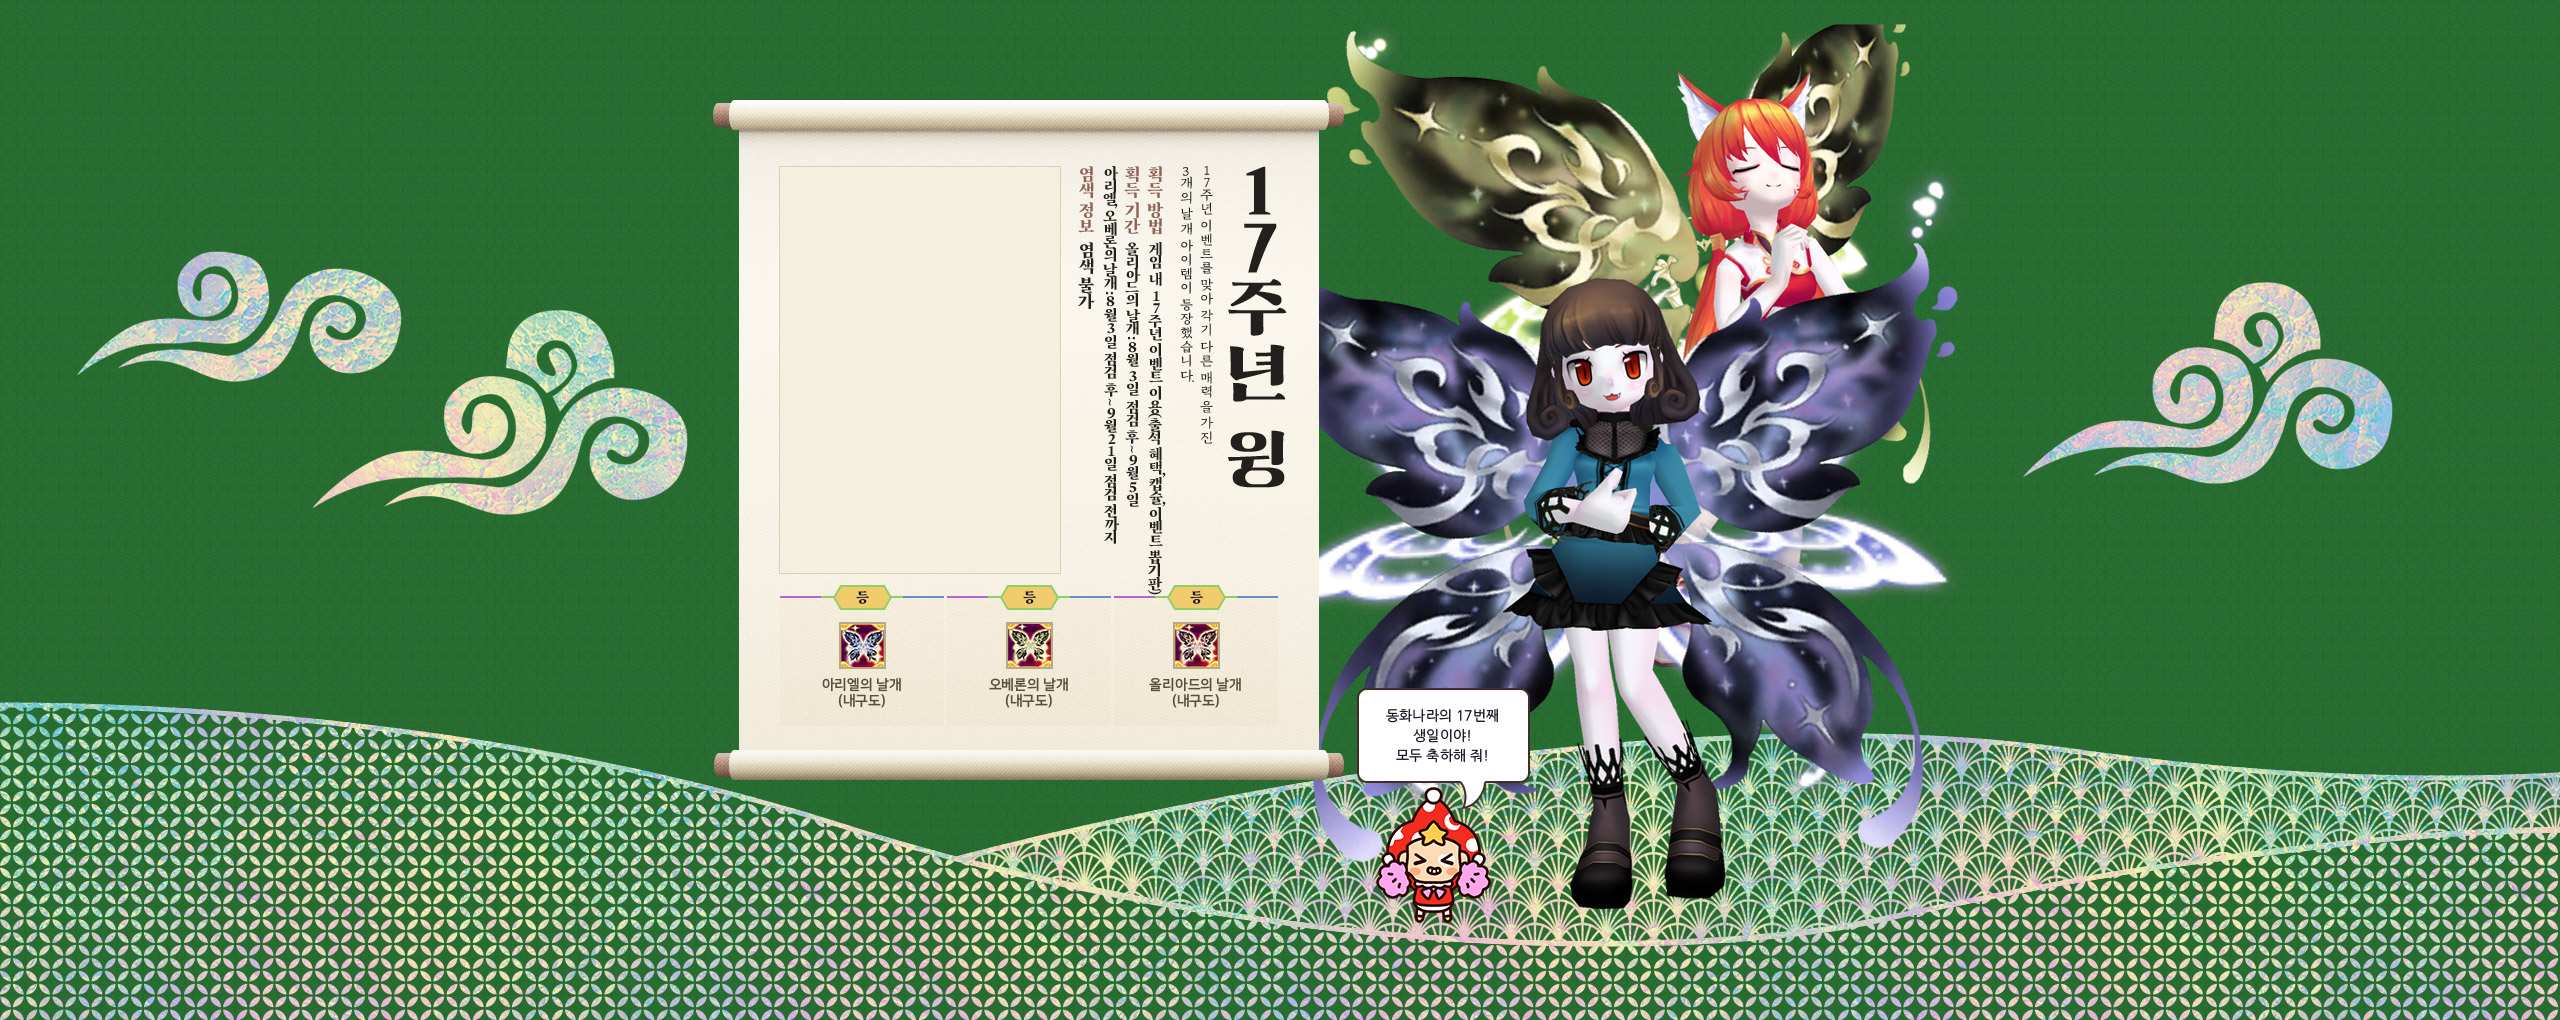 17주년 윙
17주년 이벤트를 맞아 각기 다른 매력을 가진
3개의 날개 아이템이 등장했습니다.
획득 방법 게임 내 17주년 이벤트 이용(출석 혜택, 캡슐, 이벤트 뽑기판)
획득 기간 올리아드의 날개 : 8월 3일 점검 후~9월 5일
아리엘, 오베론의 날개 : 8월 3일 점검 후~9월 21일 점검 전까지
염색 정보 염색 불가
등
등
등
아리엘의 날개
(내구도)
오베론의 날개
(내구도)
올리아드의 날개
(내구도)
동화나라의 17번째
생일이야!
모두 축하해 줘!